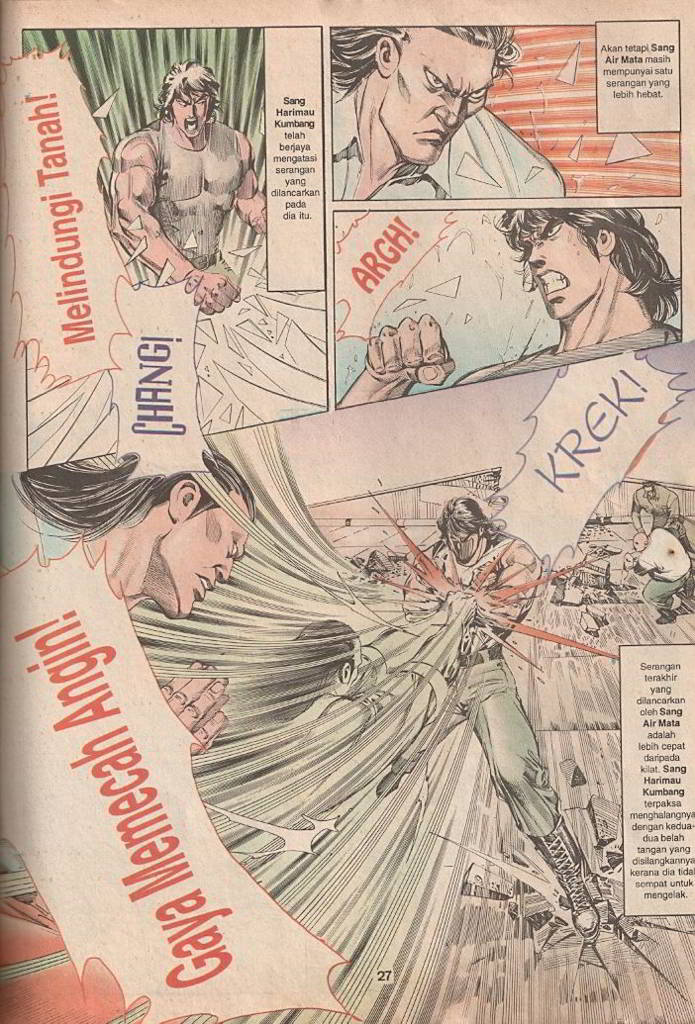 Melindungi Tanah!
CHANG!
Sang
Harimau
Kumbang
telah
berjaya
mengatasi
serangan
yang
dilancarkan
pada
dia itu.
Akan tetapi Sang
Air Mata masih
mempunyai satu
serangan yang
lebih hebat.
ARGH!
KREK!
Gaya Memecah Angin!
Serangan
terakhir
yang
dilancarkan
oleh Sang
Air Mata
adalah
lebih cepat
daripada
kilat. Sang
Harimau
Kumbang
terpaksa
menghalangnya
dengan kedua-
dua belah
tangan yang
disilangkannya
kerana dia tidak
sempat untuk
mengelak.
27